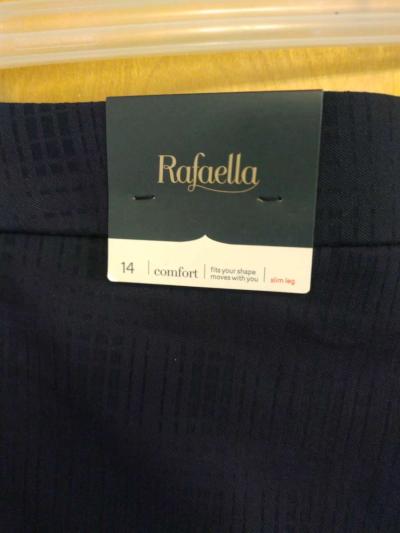 Rafaella
14 comfort fits your shape
moves with you slim leg